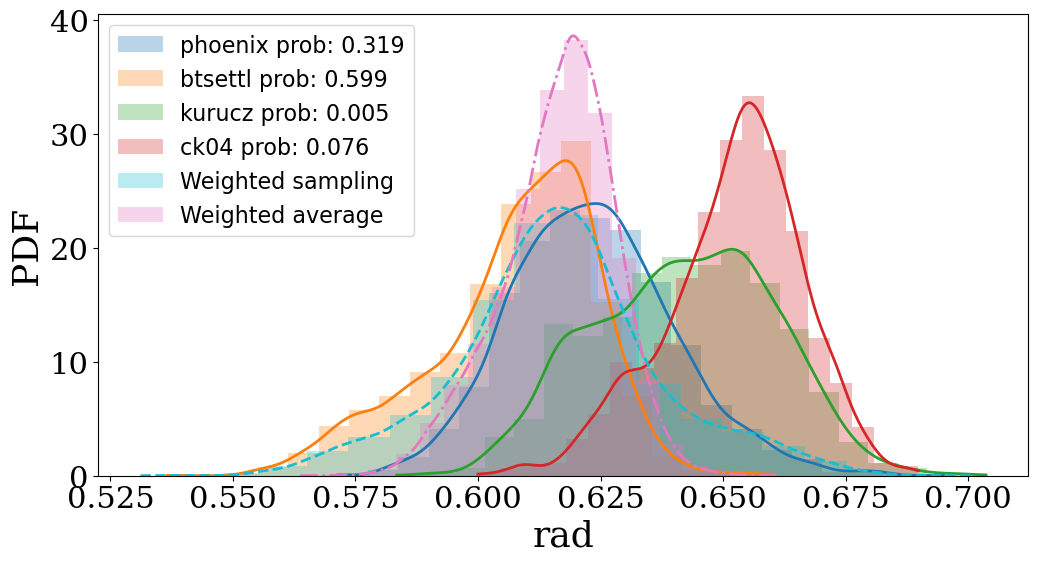 40
30
20
10
0
PDF
phoenix prob: 0.319
btsettl prob: 0.599
kurucz prob: 0.005
ck04 prob: 0.076
Weighted sampling
Weighted average
0.525 0.550 0.575 0.600 0.625 0.650 0.675 0.700
rad